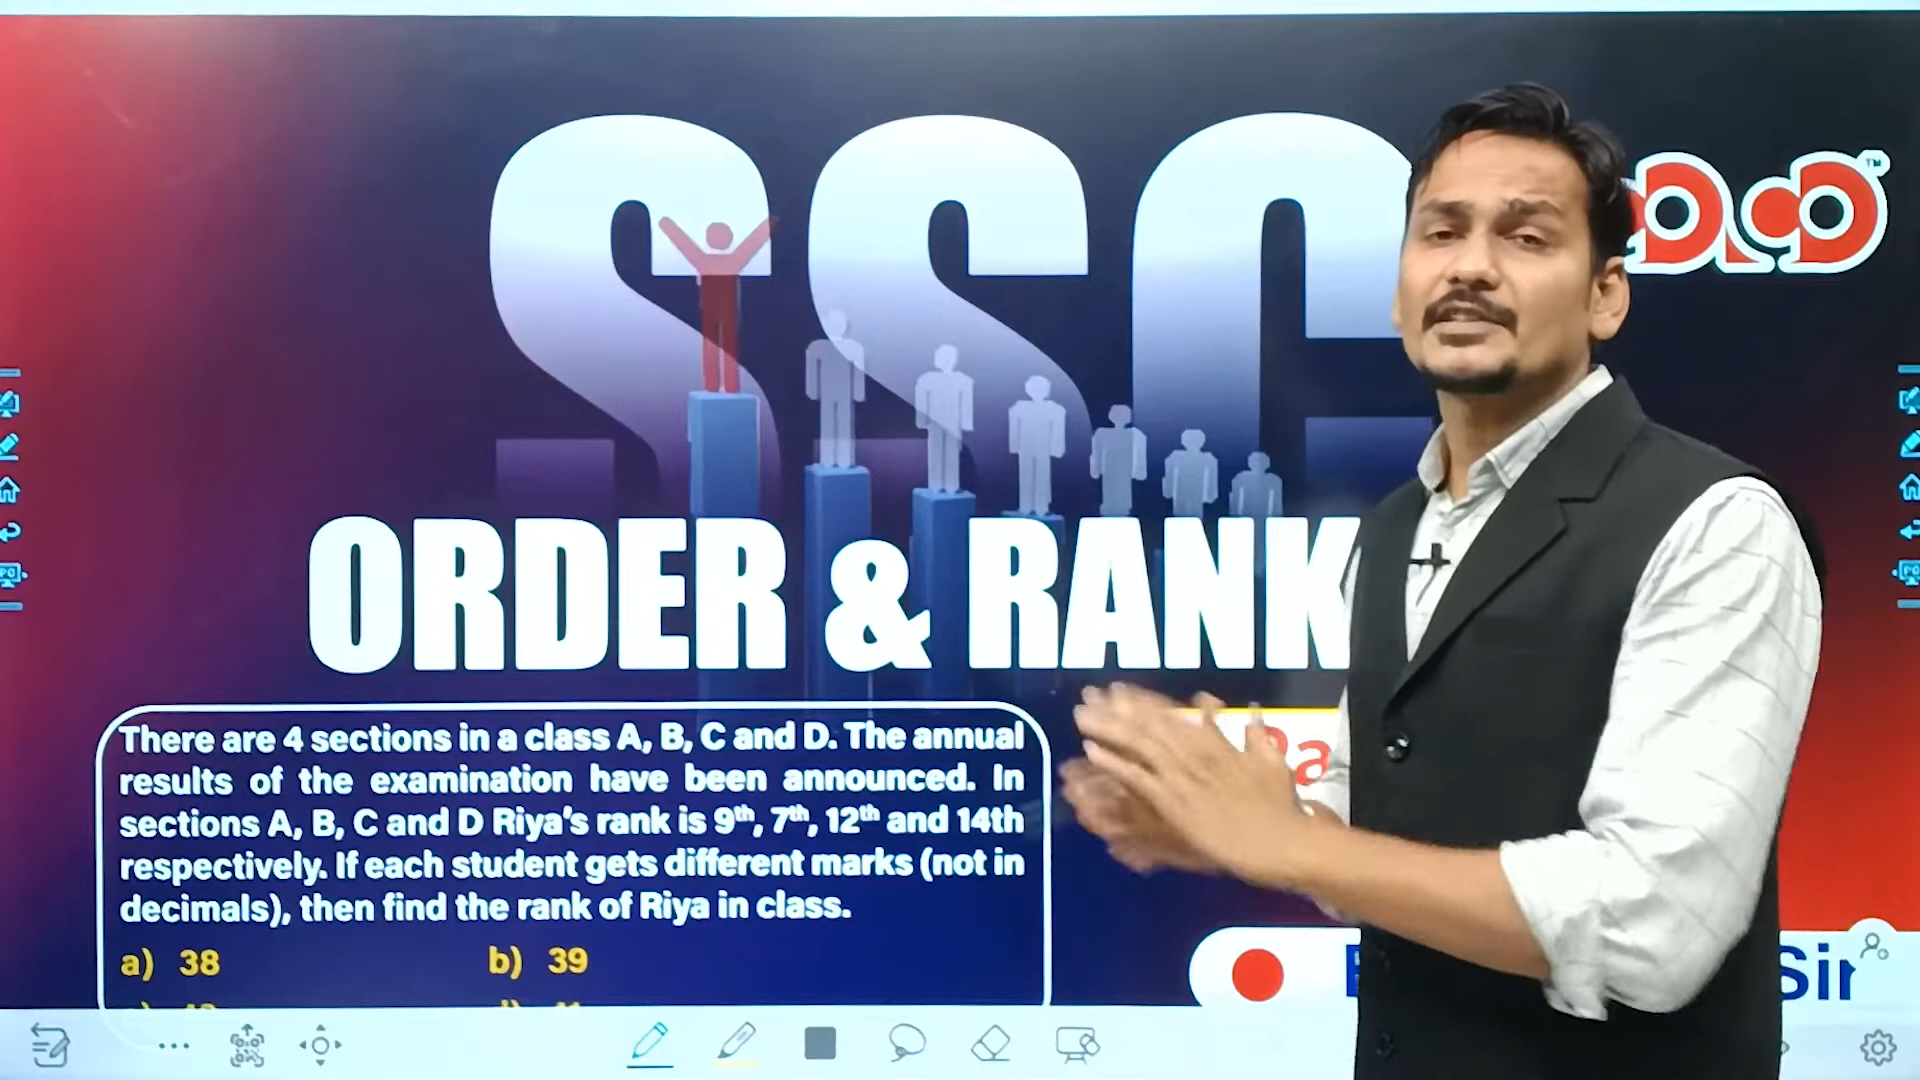 SSC
ORDER & RANK
There are 4 sections in a class A, B, C and D. The annual
results of the examination have been announced. In
sections A, B, C and D Riya's rank is 9th, 7th, 12th and 14th
respectively. If each student gets different marks (not in
decimals), then find the rank of Riya in class.
a) 38 b) 39
Sir
TM